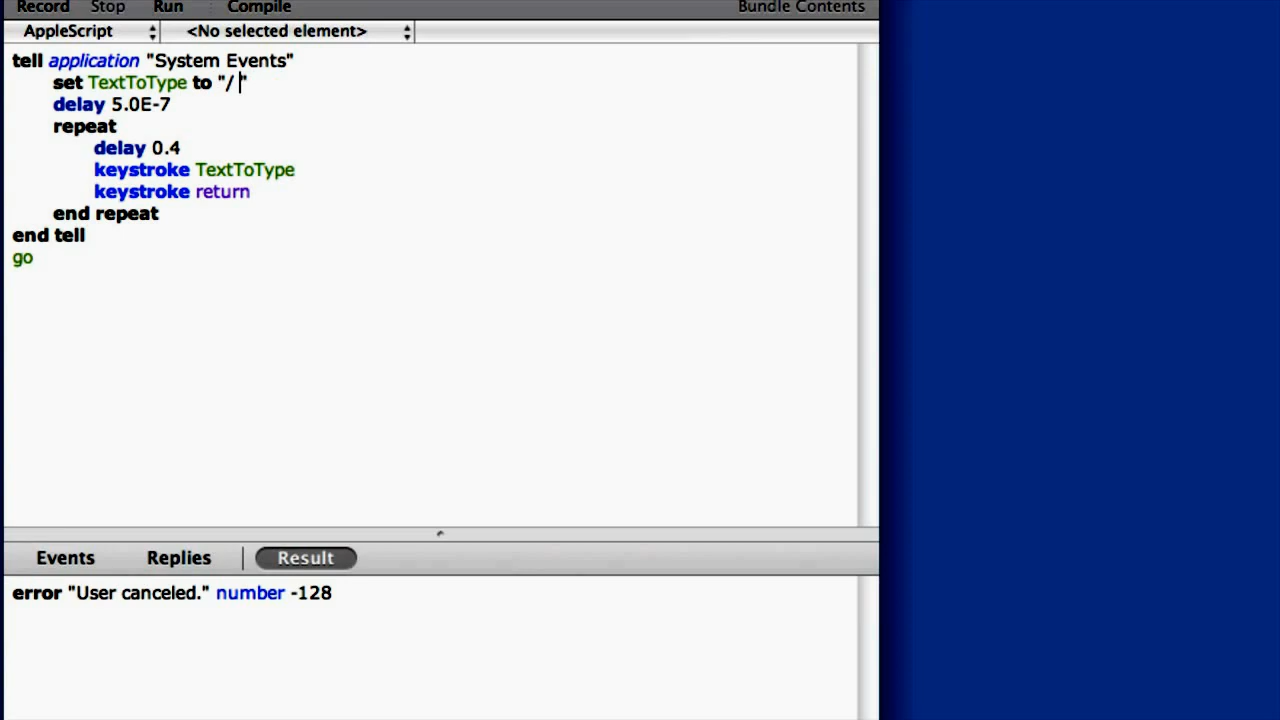 Record Stop Run Compile Bundle Contents
AppleScript <No selected element>
tell application "System Events"
set TextToType to "/ "
delay 5.0E-7
repeat
delay 0.4
keystroke TextToType
keystroke return
end repeat
end tell
go
Events Replies Result
error "User canceled." number -128